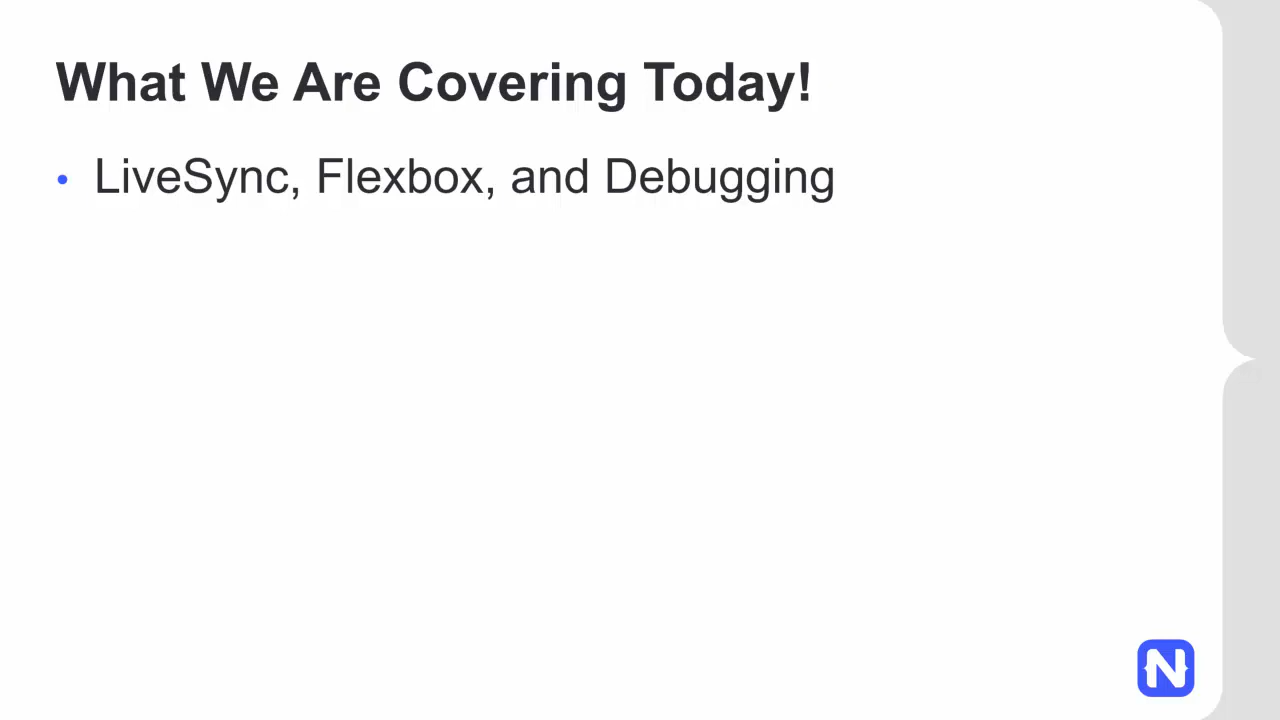 What We Are Covering Today!
• LiveSync, Flexbox, and Debugging
N